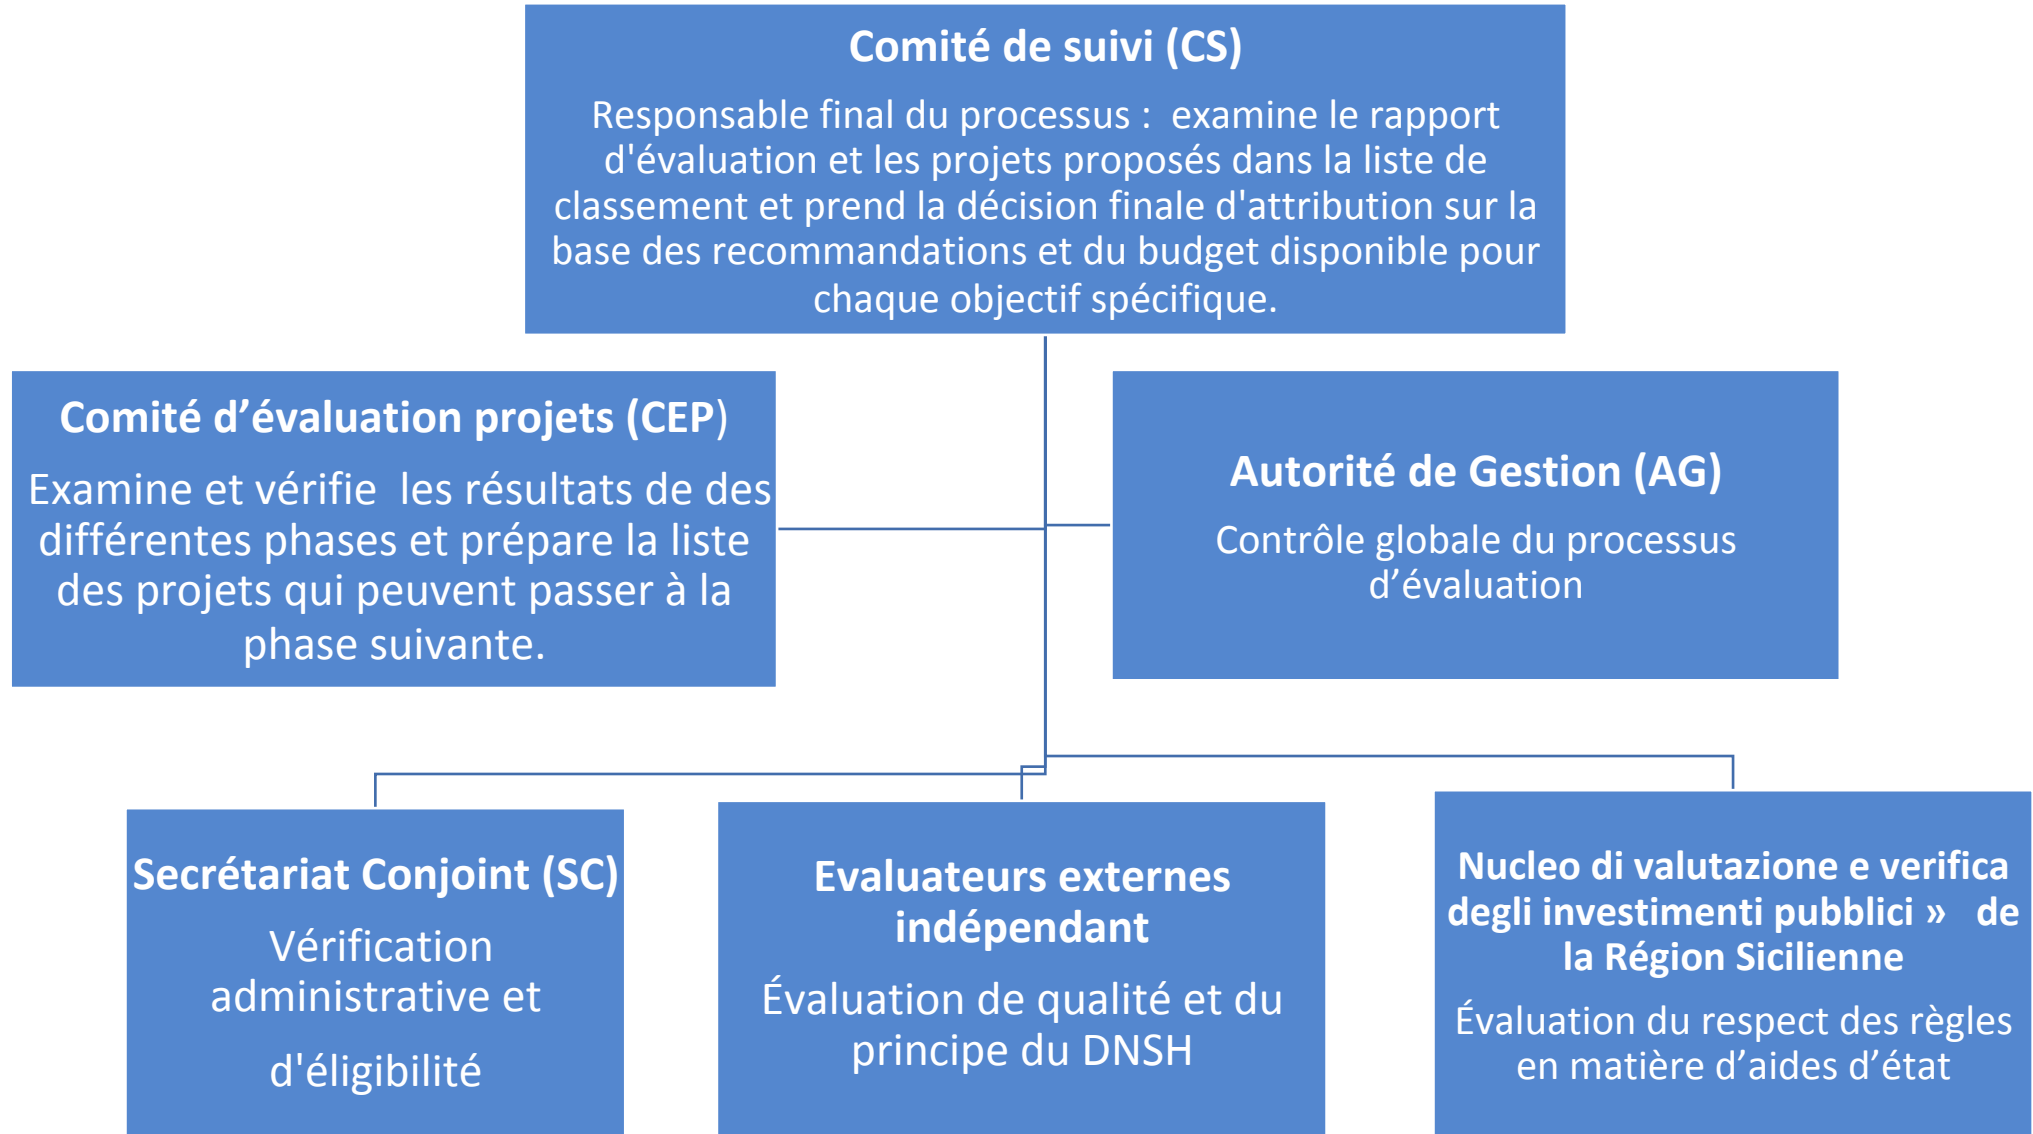 Comité de suivi (CS)
Responsable final du processus :  examine le rapport
d'évaluation et les projets proposés dans la liste de
classement et prend la décision finale d'attribution sur la
base des recommandations et du budget disponible pour
chaque objectif spécifique.
Comité d’évaluation projets (CEP)
Examine et vérifie  les résultats de des
différentes phases et prépare la liste
des projets qui peuvent passer à la
phase suivante.
Autorité de Gestion (AG)
Contrôle globale du processus
d’évaluation
Secrétariat Conjoint (SC)
Vérification
administrative et
d'éligibilité
Evaluateurs externes
indépendant
Évaluation de qualité et du
principe du DNSH
Nucleo di valutazione e verifica
degli investimenti pubblici »   de
la Région Sicilienne
Évaluation du respect des règles
en matière d’aides d’état